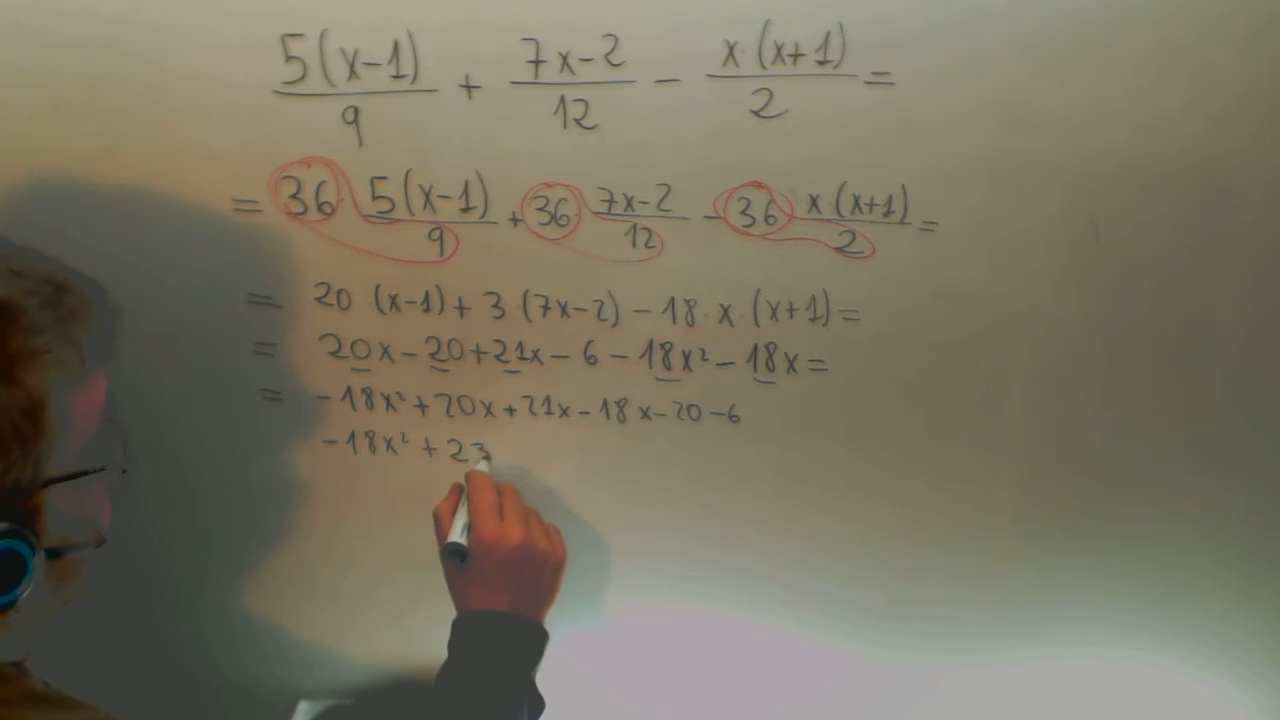 5(x-1)/9 + 7x-2/12 - x·(x+1)/2 =
= 36· 5(x-1)/9 + 36· 7x-2/12 - 36· x·(x+1)/2 =
= 20 (x-1) + 3 (7x-2) - 18· x (x+1) =
= 20x - 20 + 21x - 6 - 18x² - 18x =
= -18x² + 20x + 21x - 18x - 20 - 6
-18x² + 23